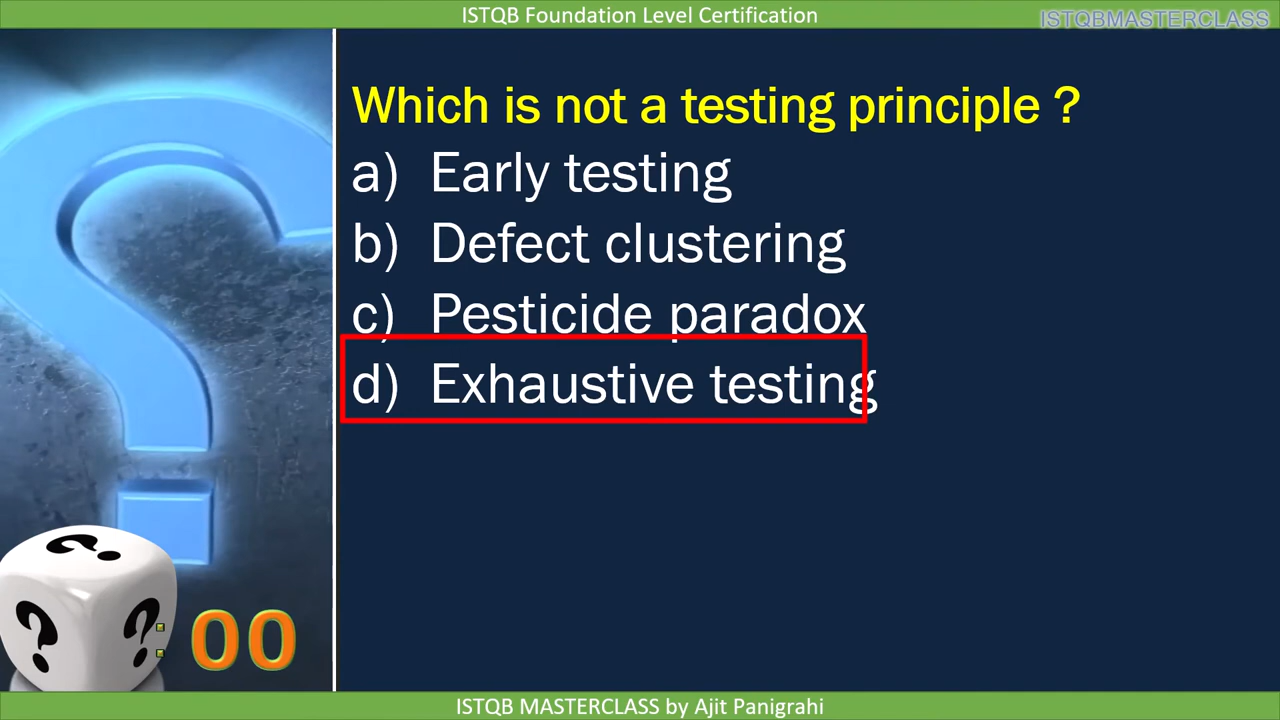 ISTQB Foundation Level Certification
ISTQBMASTERCLASS
Which is not a testing principle ?
a) Early testing
b) Defect clustering
c) Pesticide paradox
d) Exhaustive testing
: 00
ISTQB MASTERCLASS by Ajit Panigrahi